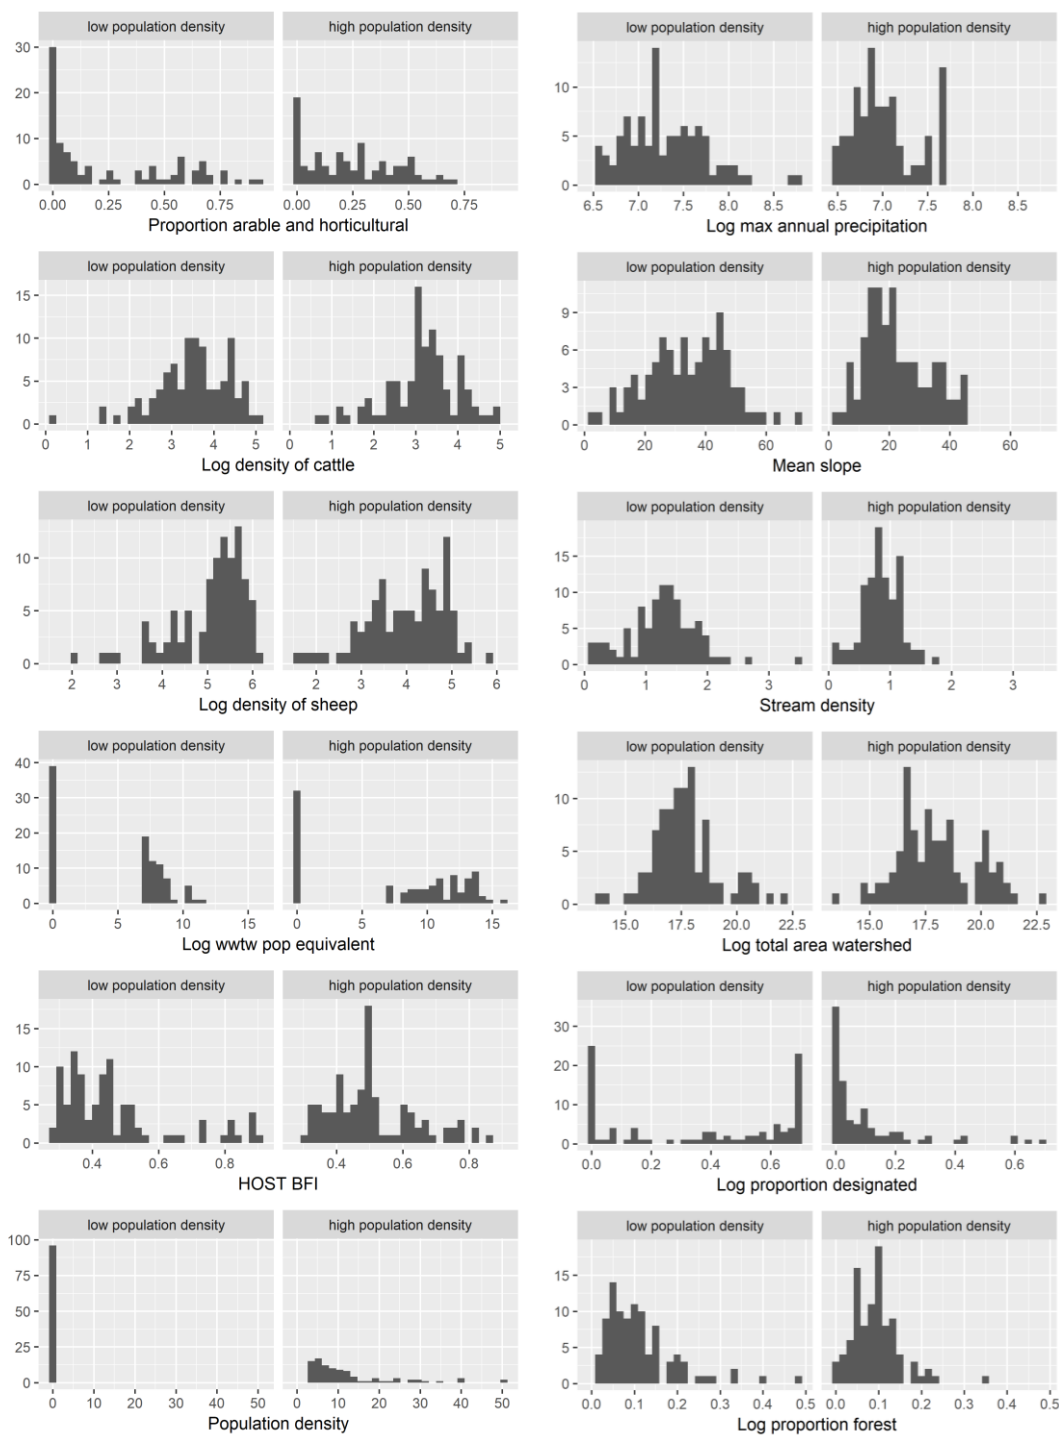 low population density high population density
30
20
10
0
0.00 0.25 0.50 0.75 0.00 0.25 0.50 0.75
Proportion arable and horticultural
low population density high population density
10
5
0
6.5 7.0 7.5 8.0 8.5 6.5 7.0 7.5 8.0 8.5
Log max annual precipitation
low population density high population density
15
10
5
0
0 1 2 3 4 5 0 1 2 3 4 5
Log density of cattle
low population density high population density
9
6
3
0
0 20 40 60 0 20 40 60
Mean slope
low population density high population density
10
5
0
2 3 4 5 6 2 3 4 5 6
Log density of sheep
low population density high population density
15
10
5
0
0 1 2 3 0 1 2 3
Stream density
low population density high population density
40
30
20
10
0
0 5 10 15 0 5 10 15
Log wwtw pop equivalent
low population density high population density
10
5
0
15.0 17.5 20.0 22.5 15.0 17.5 20.0 22.5
Log total area watershed
low population density high population density
15
10
5
0
0.4 0.6 0.8 0.4 0.6 0.8
HOST BFI
low population density high population density
30
20
10
0
0.0 0.2 0.4 0.6 0.0 0.2 0.4 0.6
Log proportion designated
low population density high population density
100
75
50
25
0
0 10 20 30 40 50 0 10 20 30 40 50
Population density
low population density high population density
15
10
5
0
0.0 0.1 0.2 0.3 0.4 0.5 0.0 0.1 0.2 0.3 0.4 0.5
Log proportion forest